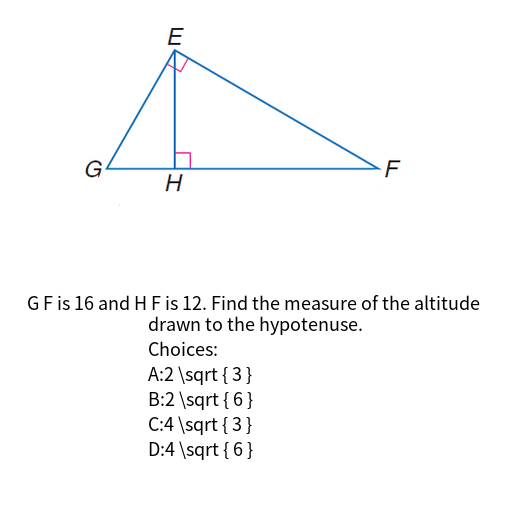 E
G
F
H
G F is 16 and H F is 12. Find the measure of the altitude
drawn to the hypotenuse.
Choices:
A:2 \sqrt { 3 }
B:2 \sqrt { 6 }
C:4 \sqrt { 3 }
D:4 \sqrt { 6 }